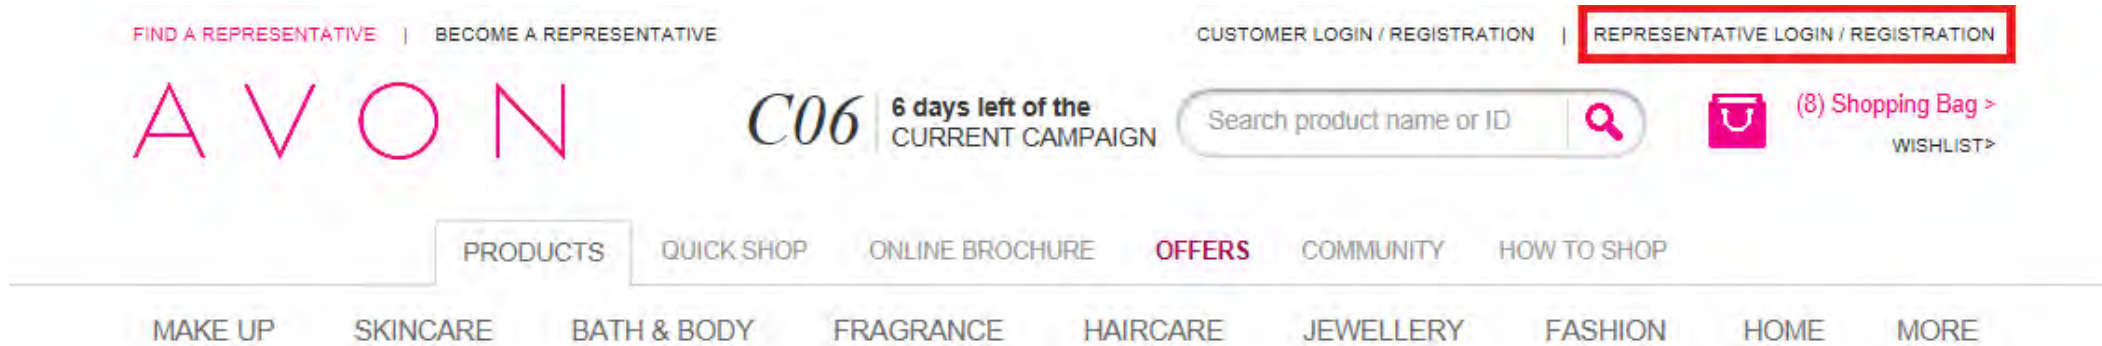 FIND A REPRESENTATIVE | BECOME A REPRESENTATIVE CUSTOMER LOGIN / REGISTRATION | REPRESENTATIVE LOGIN / REGISTRATION
AVON
C06
6 days left of the
CURRENT CAMPAIGN
Search product name or ID
(8) Shopping Bag >
WISHLIST>
PRODUCTS QUICK SHOP ONLINE BROCHURE OFFERS COMMUNITY HOW TO SHOP
MAKE UP SKINCARE BATH & BODY FRAGRANCE HAIRCARE JEWELLERY FASHION HOME MORE